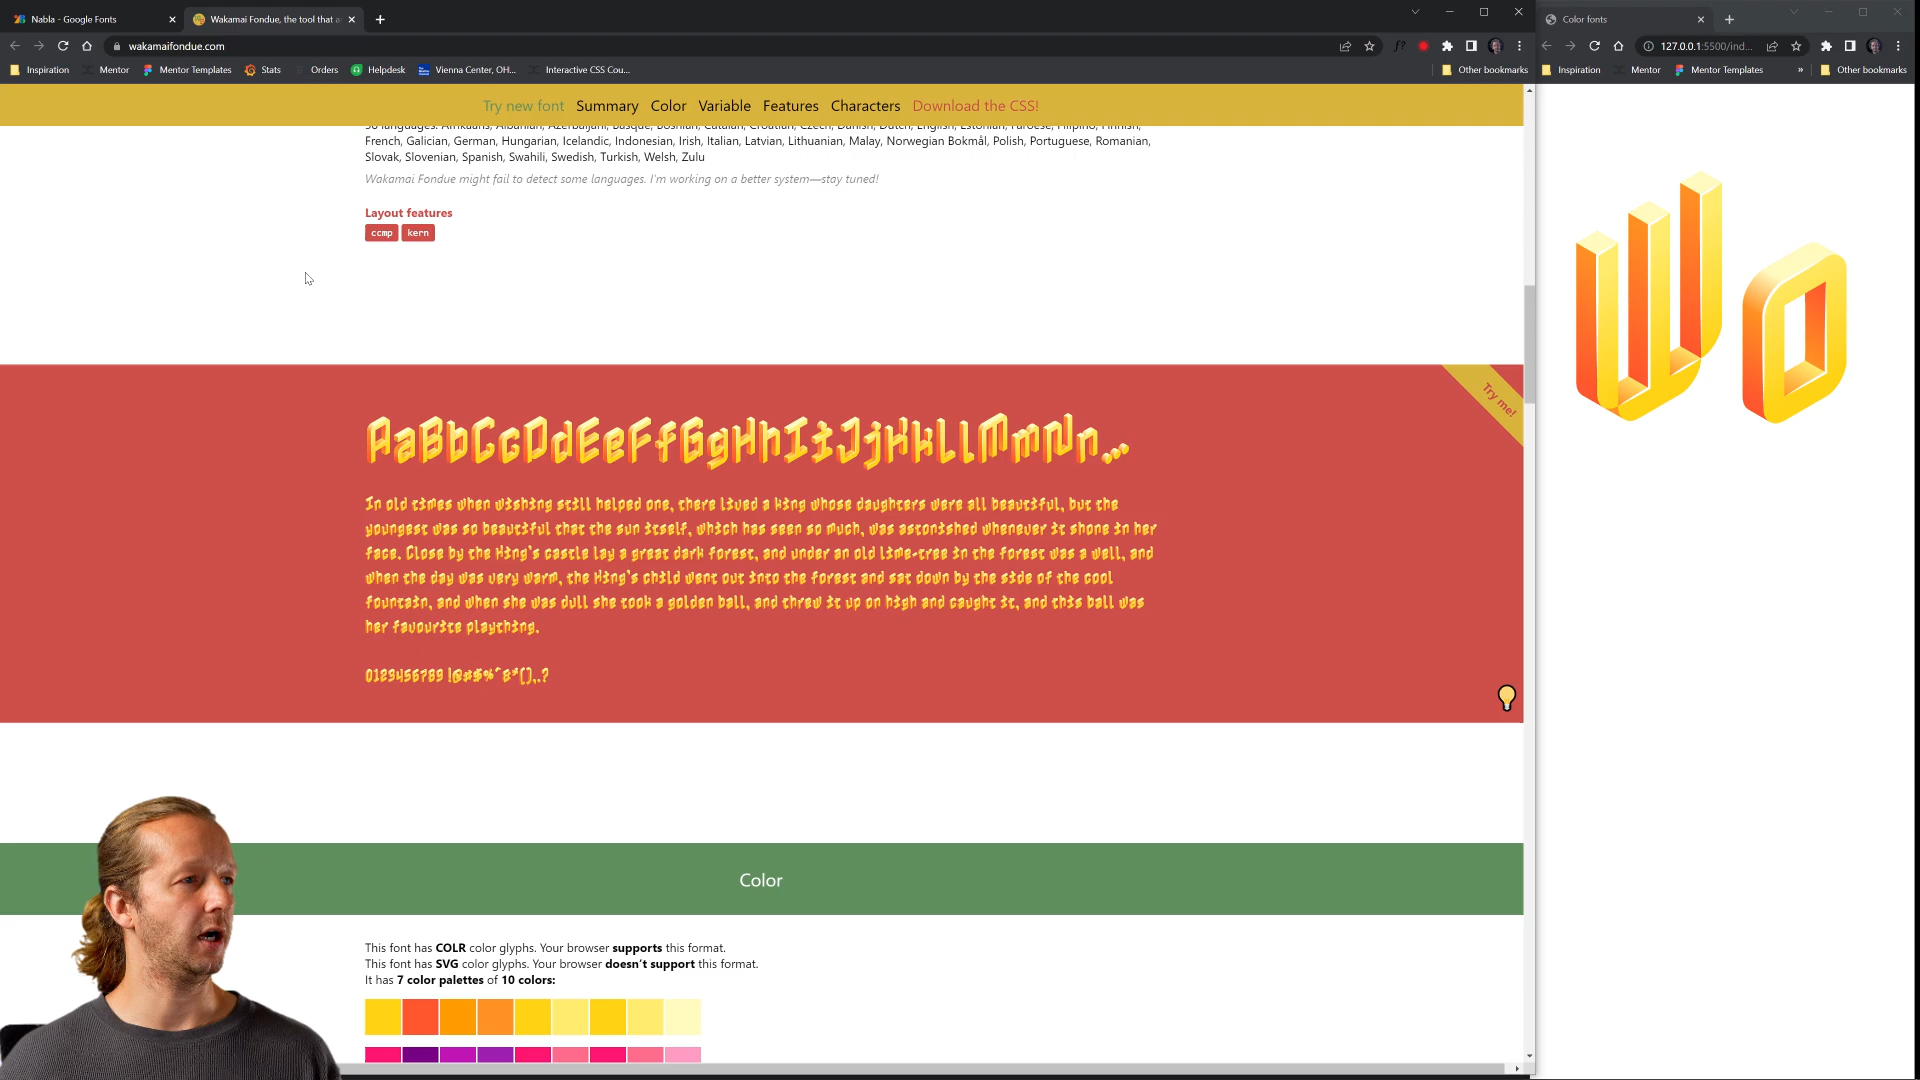 Nabla - Google Fonts
Wakamai Fondue, the tool that a
Color fonts
wakamaifondue.com
127.0.0.1:5500/ind...
Inspiration
Mentor
Mentor Templates
Stats
Orders
Helpdesk
Vienna Center, OH...
Interactive CSS Cou...
Other bookmarks
Inspiration
Mentor
Mentor Templates
»
Other bookmarks
Try new font
Summary
Color
Variable
Features
Characters
Download the CSS!
languages: Afrikaans, Albanian, Azerbaijani, Basque, Bosnian, Catalan, Croatian, Czech, Danish, Dutch, English, Estonian, Faroese, Filipino, Finnish,
French, Galician, German, Hungarian, Icelandic, Indonesian, Irish, Italian, Latvian, Lithuanian, Malay, Norwegian Bokmål, Polish, Portuguese, Romanian,
Slovak, Slovenian, Spanish, Swahili, Swedish, Turkish, Welsh, Zulu
Wakamai Fondue might fail to detect some languages. I'm working on a better system—stay tuned!
Layout features
ccmp kern
Wo
Try me!
AaBbCcDdEeFfGgHhIiJjKkLlMmNn...
In old times when wishing still helped one, there lived a king whose daughters were all beautiful, but the
youngest was so beautiful that the sun itself, which has seen so much, was astonished whenever it shone in her
face. Close by the King's castle lay a great dark forest, and under an old lime-tree in the forest was a well, and
when the day was very warm, the King's child went out into the forest and sat down by the side of the cool
fountain, and when she was dull she took a golden ball, and threw it up on high and caught it, and this ball was
her favourite plaything.
0123456789 !@#$%^&*(),.?
Color
This font has COLR color glyphs. Your browser supports this format.
This font has SVG color glyphs. Your browser doesn't support this format.
It has 7 color palettes of 10 colors: